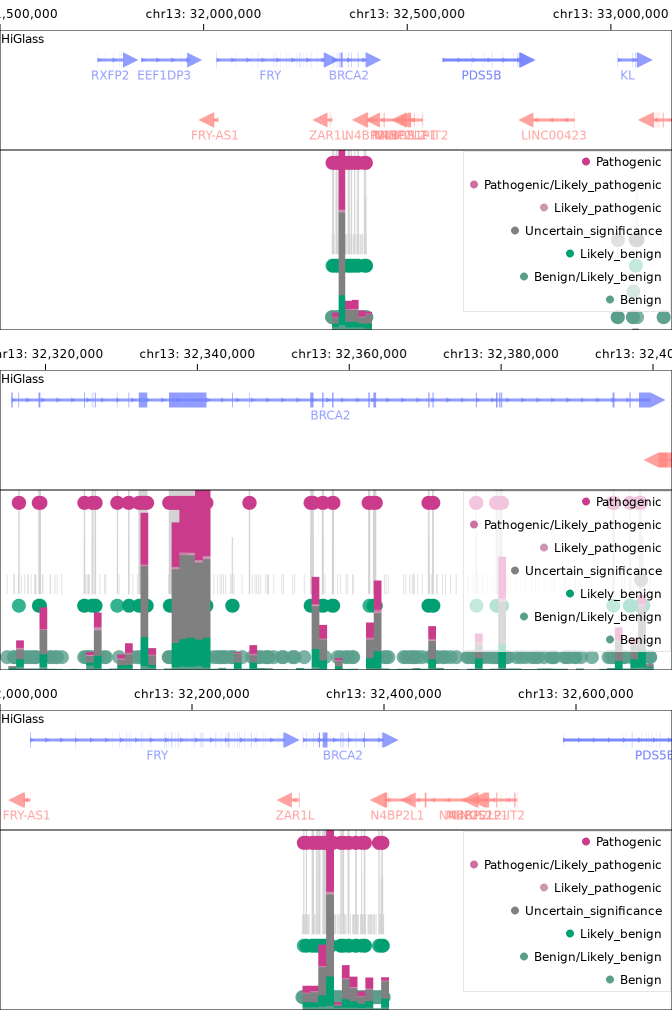 ,500,000 chr13: 32,000,000 chr13: 32,500,000 chr13: 33,000,000
HiGlass
RXFP2 EEF1DP3 FRY BRCA2 PDS5B KL
FRY-AS1 ZAR1L LINC00423
Pathogenic
Pathogenic/Likely_pathogenic
Likely_pathogenic
Uncertain_significance
Likely_benign
Benign/Likely_benign
Benign
chr13: 32,320,000 chr13: 32,340,000 chr13: 32,360,000 chr13: 32,380,000 chr13: 32,40
HiGlass
BRCA2
Pathogenic
Pathogenic/Likely_pathogenic
Likely_pathogenic
Uncertain_significance
Likely_benign
Benign/Likely_benign
Benign
2,000,000 chr13: 32,200,000 chr13: 32,400,000 chr13: 32,600,000
HiGlass
FRY BRCA2 PDS5B
FRY-AS1 ZAR1L N4BP2L1
Pathogenic
Pathogenic/Likely_pathogenic
Likely_pathogenic
Uncertain_significance
Likely_benign
Benign/Likely_benign
Benign